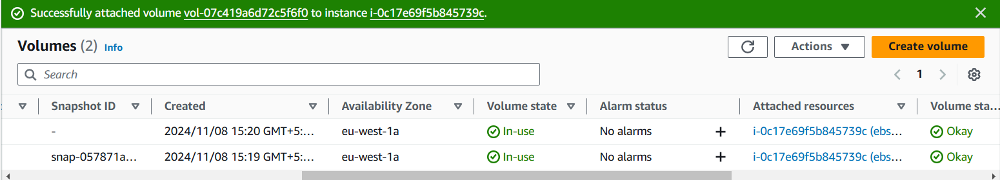 Successfully attached volume vol-07c419a6d72c5f6f0 to instance i-0c17e69f5b845739c.
Volumes (2) Info
Actions
Create volume
Search
1
Snapshot ID Created Availability Zone Volume state Alarm status Attached resources Volume sta...
- 2024/11/08 15:20 GMT+5:... eu-west-1a In-use No alarms + i-0c17e69f5b845739c (ebs... Okay
snap-057871a... 2024/11/08 15:19 GMT+5:... eu-west-1a In-use No alarms + i-0c17e69f5b845739c (ebs... Okay